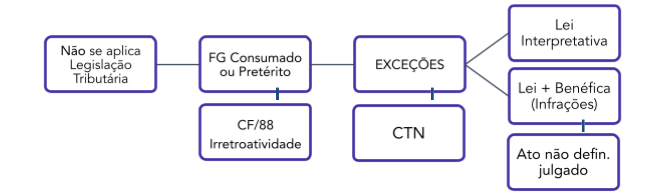 Não se aplica
Legislação
Tributária
FG Consumado
ou Pretérito
CF/88
Irretroatividade
EXCEÇÕES
CTN
Lei
Interpretativa
Lei + Benéfica
(Infrações)
Ato não defin.
julgado